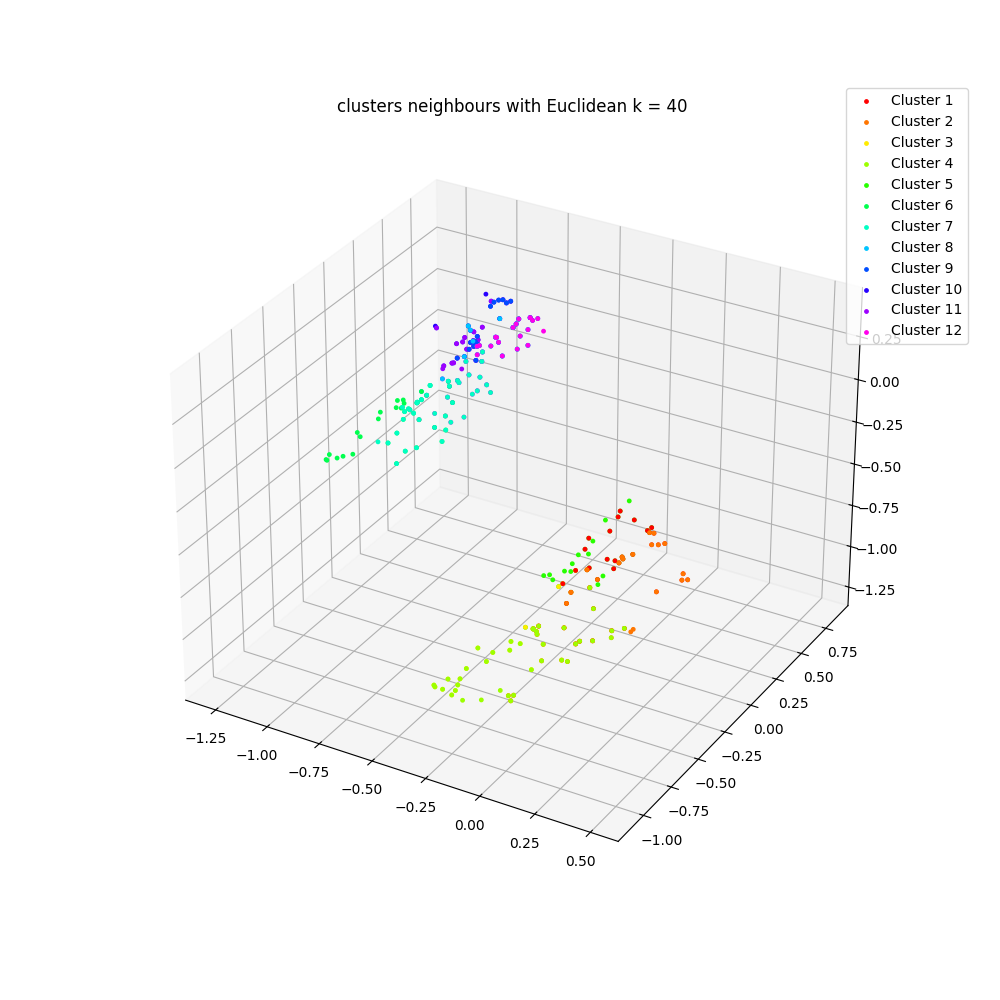 clusters neighbours with Euclidean k = 40
Cluster 1
Cluster 2
Cluster 3
Cluster 4
Cluster 5
Cluster 6
Cluster 7
Cluster 8
Cluster 9
Cluster 10
Cluster 11
Cluster 12
0.25
0.00
−0.25
−0.50
−0.75
−1.00
−1.25
0.75
0.50
0.25
0.00
−0.25
−0.50
−0.75
−1.00
−1.25
−1.00
−0.75
−0.50
−0.25
0.00
0.25
0.50